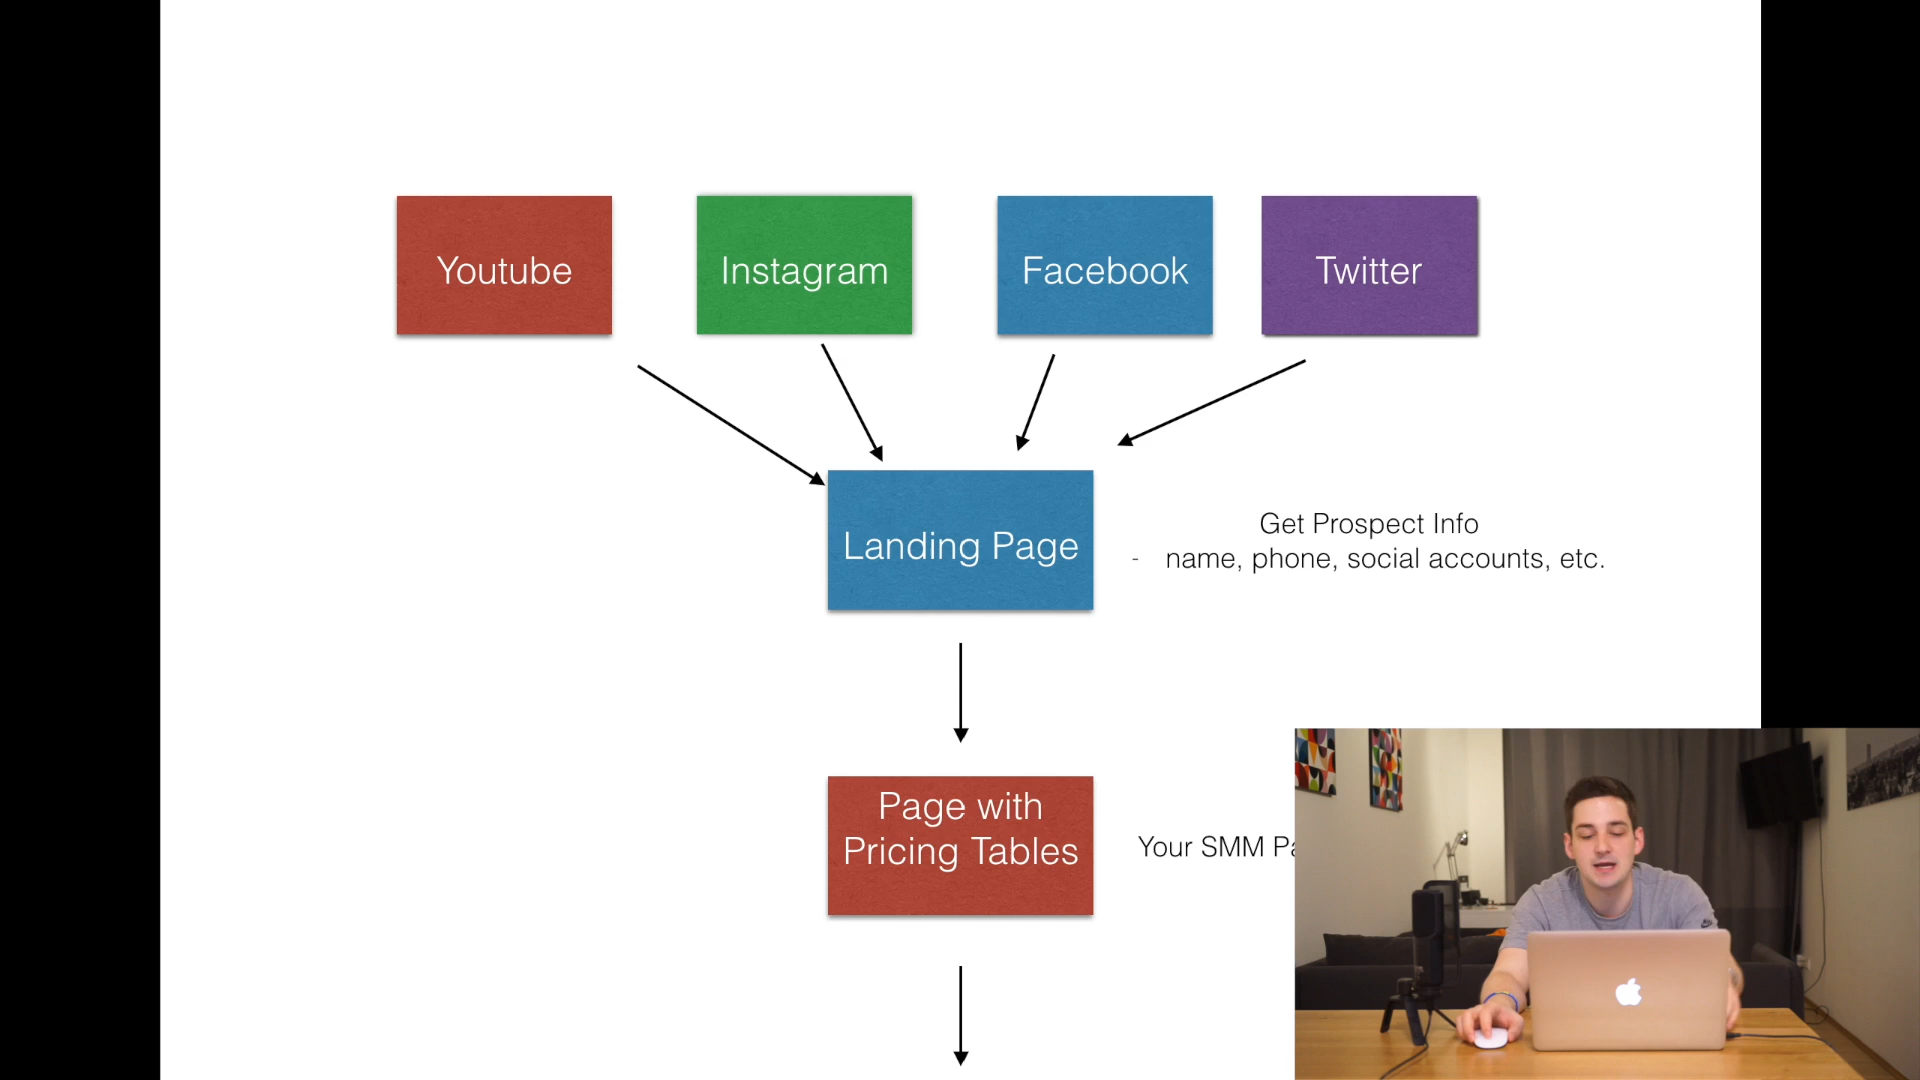 Youtube
Instagram
Facebook
Twitter
Landing Page
Get Prospect Info
- name, phone, social accounts, etc.
Page with
Pricing Tables
Your SMM